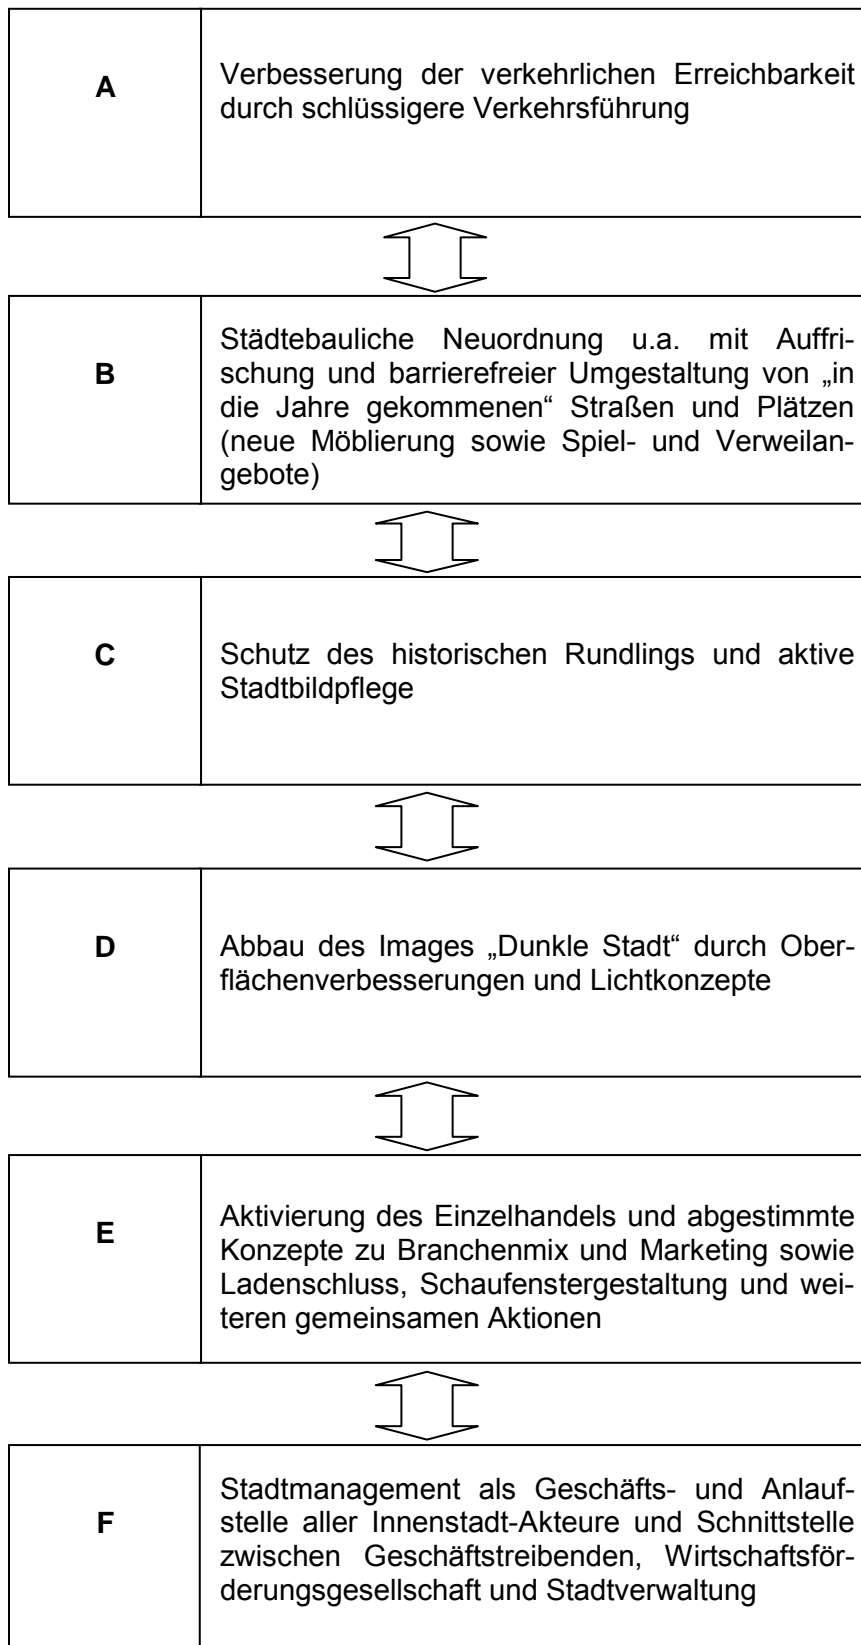 A
Verbesserung der verkehrlichen Erreichbarkeit
durch schlüssigere Verkehrsführung
B
Städtebauliche Neuordnung u.a. mit Auffri-
schung und barrierefreier Umgestaltung von „in
die Jahre gekommenen“ Straßen und Plätzen
(neue Möblierung sowie Spiel- und Verweilan-
gebote)
C
Schutz des historischen Rundlings und aktive
Stadtbildpflege
D
Abbau des Images „Dunkle Stadt“ durch Ober-
flächenverbesserungen und Lichtkonzepte
E
Aktivierung des Einzelhandels und abgestimmte
Konzepte zu Branchenmix und Marketing sowie
Ladenschluss, Schaufenstergestaltung und wei-
teren gemeinsamen Aktionen
F
Stadtmanagement als Geschäfts- und Anlauf-
stelle aller Innenstadt-Akteure und Schnittstelle
zwischen Geschäftstreibenden, Wirtschaftsför-
derungsgesellschaft und Stadtverwaltung